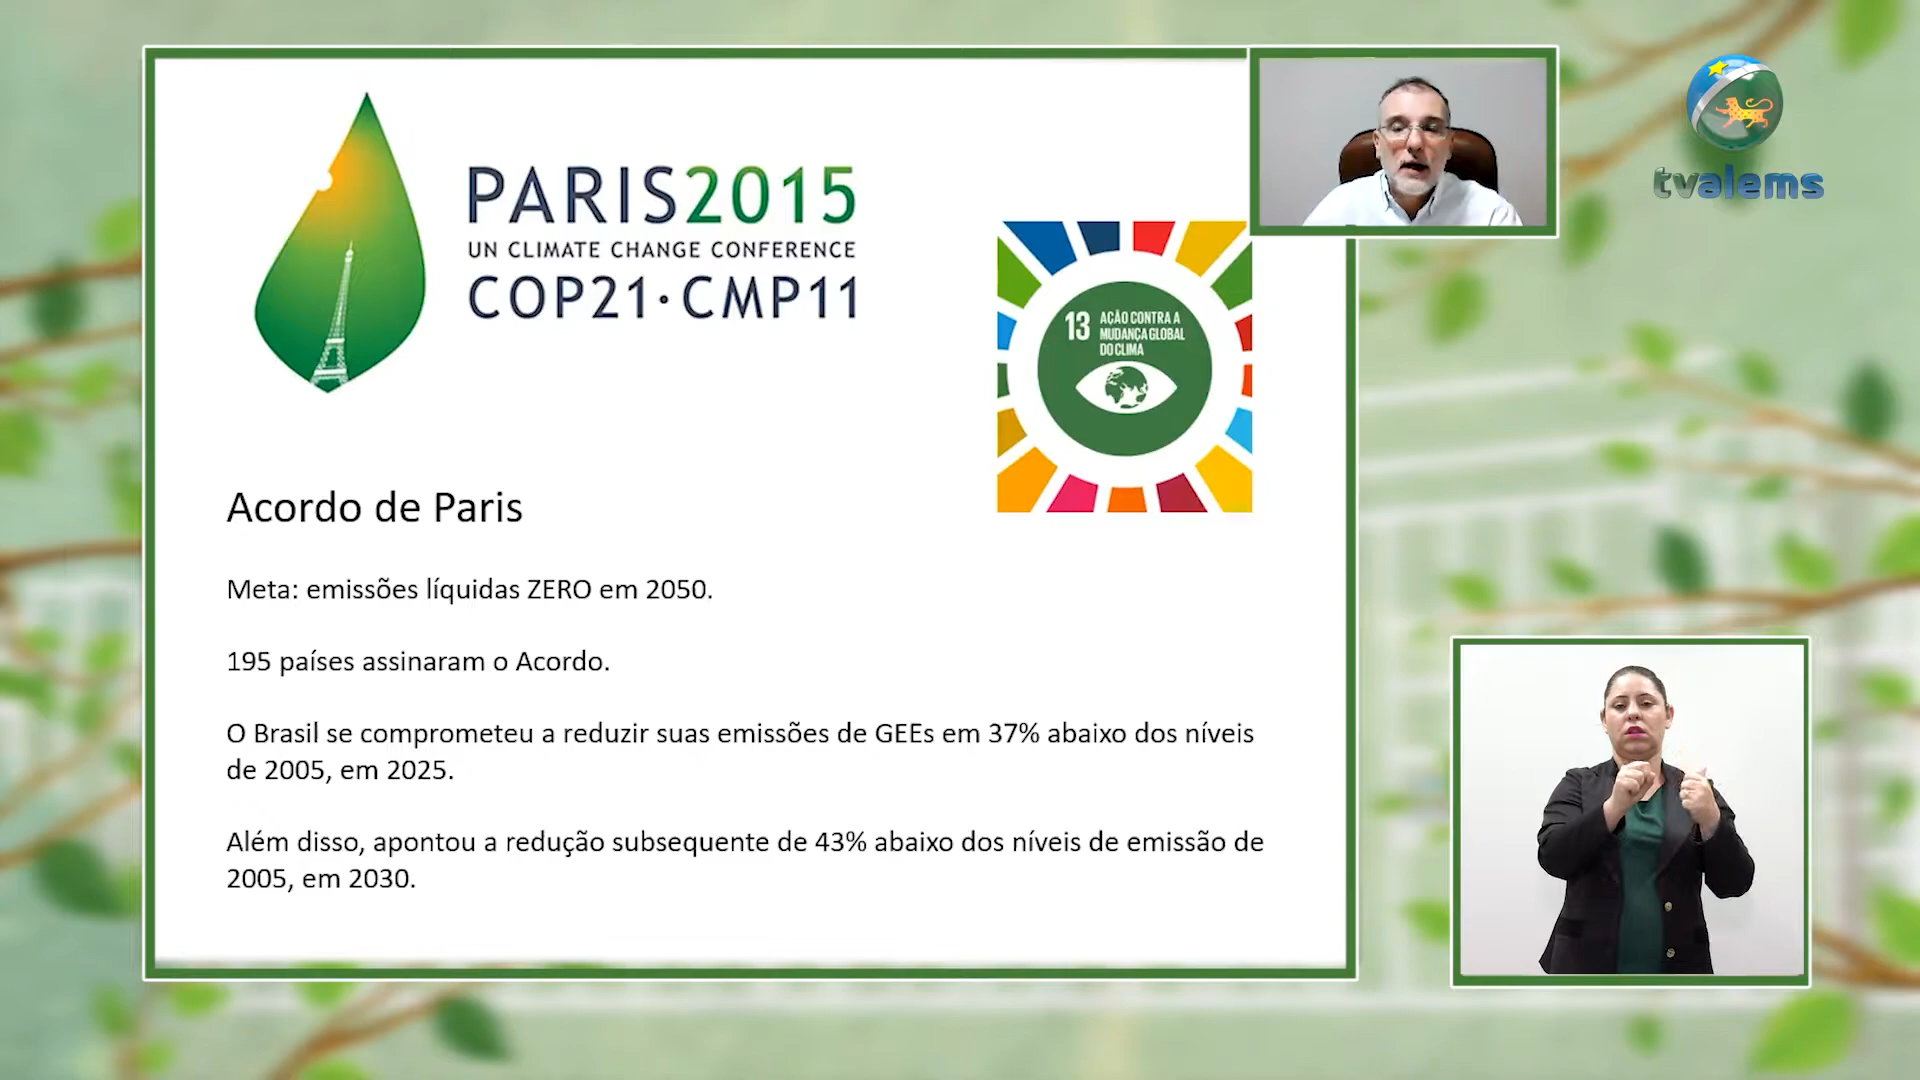 PARIS2015
UN CLIMATE CHANGE CONFERENCE
COP21·CMP11
tvalems
13 AÇÃO CONTRA A
MUDANÇA GLOBAL
DO CLIMA
Acordo de Paris
Meta: emissões líquidas ZERO em 2050.
195 países assinaram o Acordo.
O Brasil se comprometeu a reduzir suas emissões de GEEs em 37% abaixo dos níveis
de 2005, em 2025.
Além disso, apontou a redução subsequente de 43% abaixo dos níveis de emissão de
2005, em 2030.